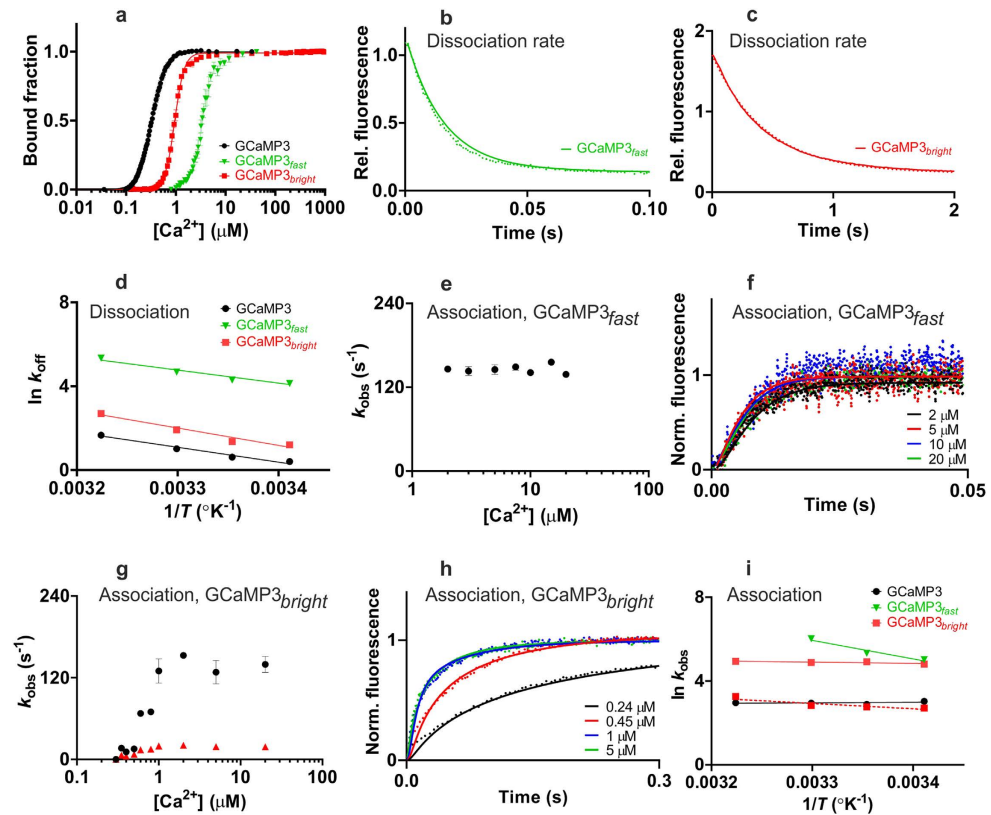 a
Bound fraction
1.0
0.5
0.0
0.01
0.1
1
10
100
1000
[Ca²⁺] (μM)
GCaMP3
GCaMP3fast
GCaMP3bright
b
Dissociation rate
Rel. fluorescence
1.0
0.5
0.0
0.00
0.05
0.10
Time (s)
GCaMP3fast
c
Dissociation rate
Rel. fluorescence
2
1
0
0
1
2
Time (s)
GCaMP3bright
d
Dissociation
ln koff
8
4
0
0.0032
0.0033
0.0034
1/T (°K⁻¹)
GCaMP3
GCaMP3fast
GCaMP3bright
e
Association, GCaMP3fast
kobs (s⁻¹)
240
120
0
1
10
100
[Ca²⁺] (μM)
f
Association, GCaMP3fast
Norm. fluorescence
1
0
0.00
0.05
Time (s)
2 μM
5 μM
10 μM
20 μM
g
Association, GCaMP3bright
kobs (s⁻¹)
240
120
0
0.1
1
10
100
[Ca²⁺] (μM)
h
Association, GCaMP3bright
Norm. fluorescence
1
0
0.0
0.3
Time (s)
0.24 μM
0.45 μM
1 μM
5 μM
i
Association
ln kobs
8
4
0
0.0032
0.0033
0.0034
1/T (°K⁻¹)
GCaMP3
GCaMP3fast
GCaMP3bright